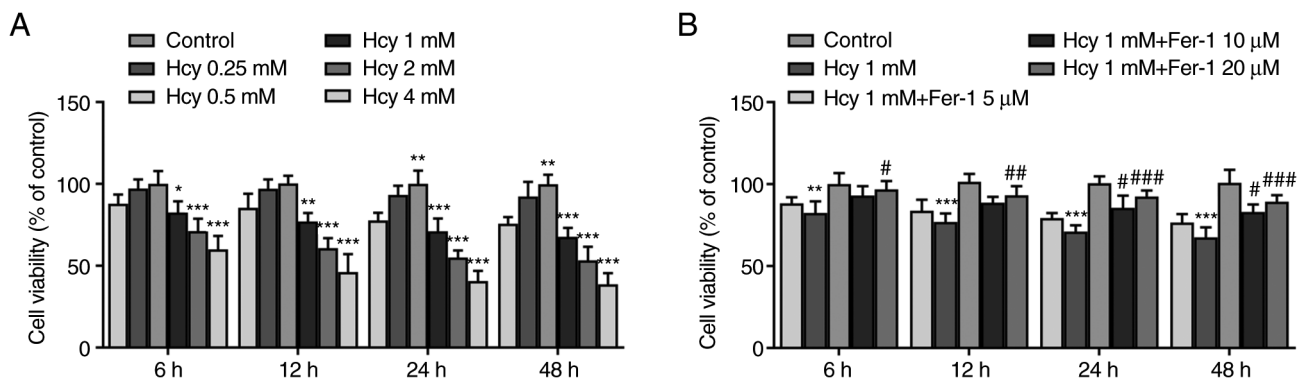 A
Control
Hcy 0.25 mM
Hcy 0.5 mM
Hcy 1 mM
Hcy 2 mM
Hcy 4 mM
Cell viability (% of control)
150
100
50
0
*
***
***
**
***
***
**
***
***
***
**
***
***
***
6 h
12 h
24 h
48 h
B
Control
Hcy 1 mM
Hcy 1 mM+Fer-1 5 μM
Hcy 1 mM+Fer-1 10 μM
Hcy 1 mM+Fer-1 20 μM
Cell viability (% of control)
150
100
50
0
**
#
***
##
***
#
###
***
#
###
6 h
12 h
24 h
48 h